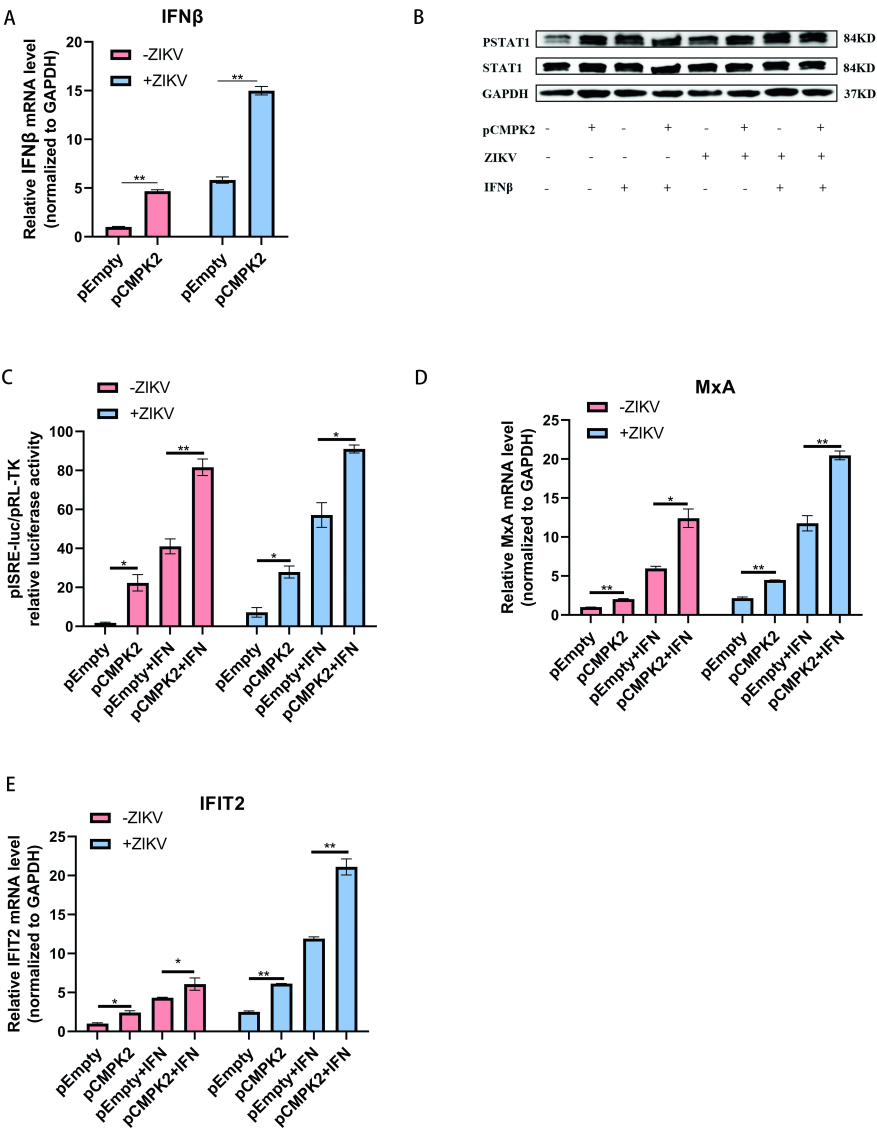 A
IFNβ
Relative IFNβ mRNA level
(normalized to GAPDH)
-ZIKV
+ZIKV
20
15
10
5
0
**
**
pEmpty
pCMPK2
pEmpty
pCMPK2
B
PSTAT1
84KD
STAT1
84KD
GAPDH
37KD
pCMPK2 - + - + - + - +
ZIKV - - - - + + + +
IFNβ - - + + - - + +
C
-ZIKV
+ZIKV
pISRE-luc/pRL-TK
relative luciferase activity
100
80
60
40
20
0
*
**
*
*
pEmpty
pCMPK2
pEmpty+IFN
pCMPK2+IFN
pEmpty
pCMPK2
pEmpty+IFN
pCMPK2+IFN
D
MxA
-ZIKV
+ZIKV
Relative MxA mRNA level
(normalized to GAPDH)
25
20
15
10
5
0
**
*
**
**
pEmpty
pCMPK2
pEmpty+IFN
pCMPK2+IFN
pEmpty
pCMPK2
pEmpty+IFN
pCMPK2+IFN
E
IFIT2
-ZIKV
+ZIKV
Relative IFIT2 mRNA level
(normalized to GAPDH)
25
20
15
10
5
0
*
*
**
**
pEmpty
pCMPK2
pEmpty+IFN
pCMPK2+IFN
pEmpty
pCMPK2
pEmpty+IFN
pCMPK2+IFN